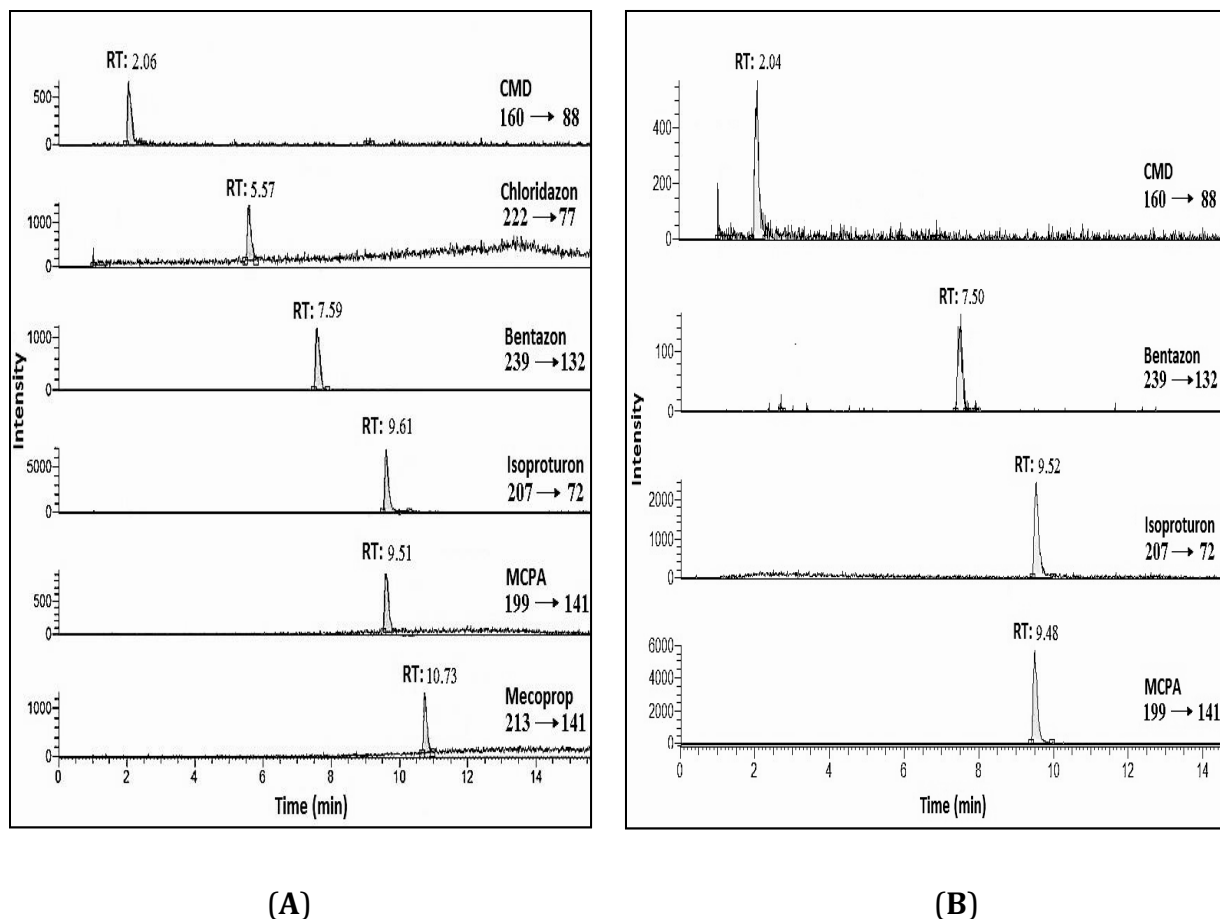 RT: 2.06
CMD
160 → 88
500
0
RT: 5.57
Chloridazon
222 → 77
1000
0
RT: 7.59
Bentazon
239 → 132
1000
0
RT: 9.61
Isoproturon
207 → 72
5000
0
RT: 9.51
MCPA
199 → 141
500
0
RT: 10.73
Mecoprop
213 → 141
1000
0
0 2 4 6 8 10 12 14
Time (min)
Intensity
(A)
RT: 2.04
CMD
160 → 88
400
200
0
RT: 7.50
Bentazon
239 → 132
100
0
RT: 9.52
Isoproturon
207 → 72
2000
1000
0
RT: 9.48
MCPA
199 → 141
6000
4000
2000
0
0 2 4 6 8 10 12 14
Time (min)
Intensity
(B)